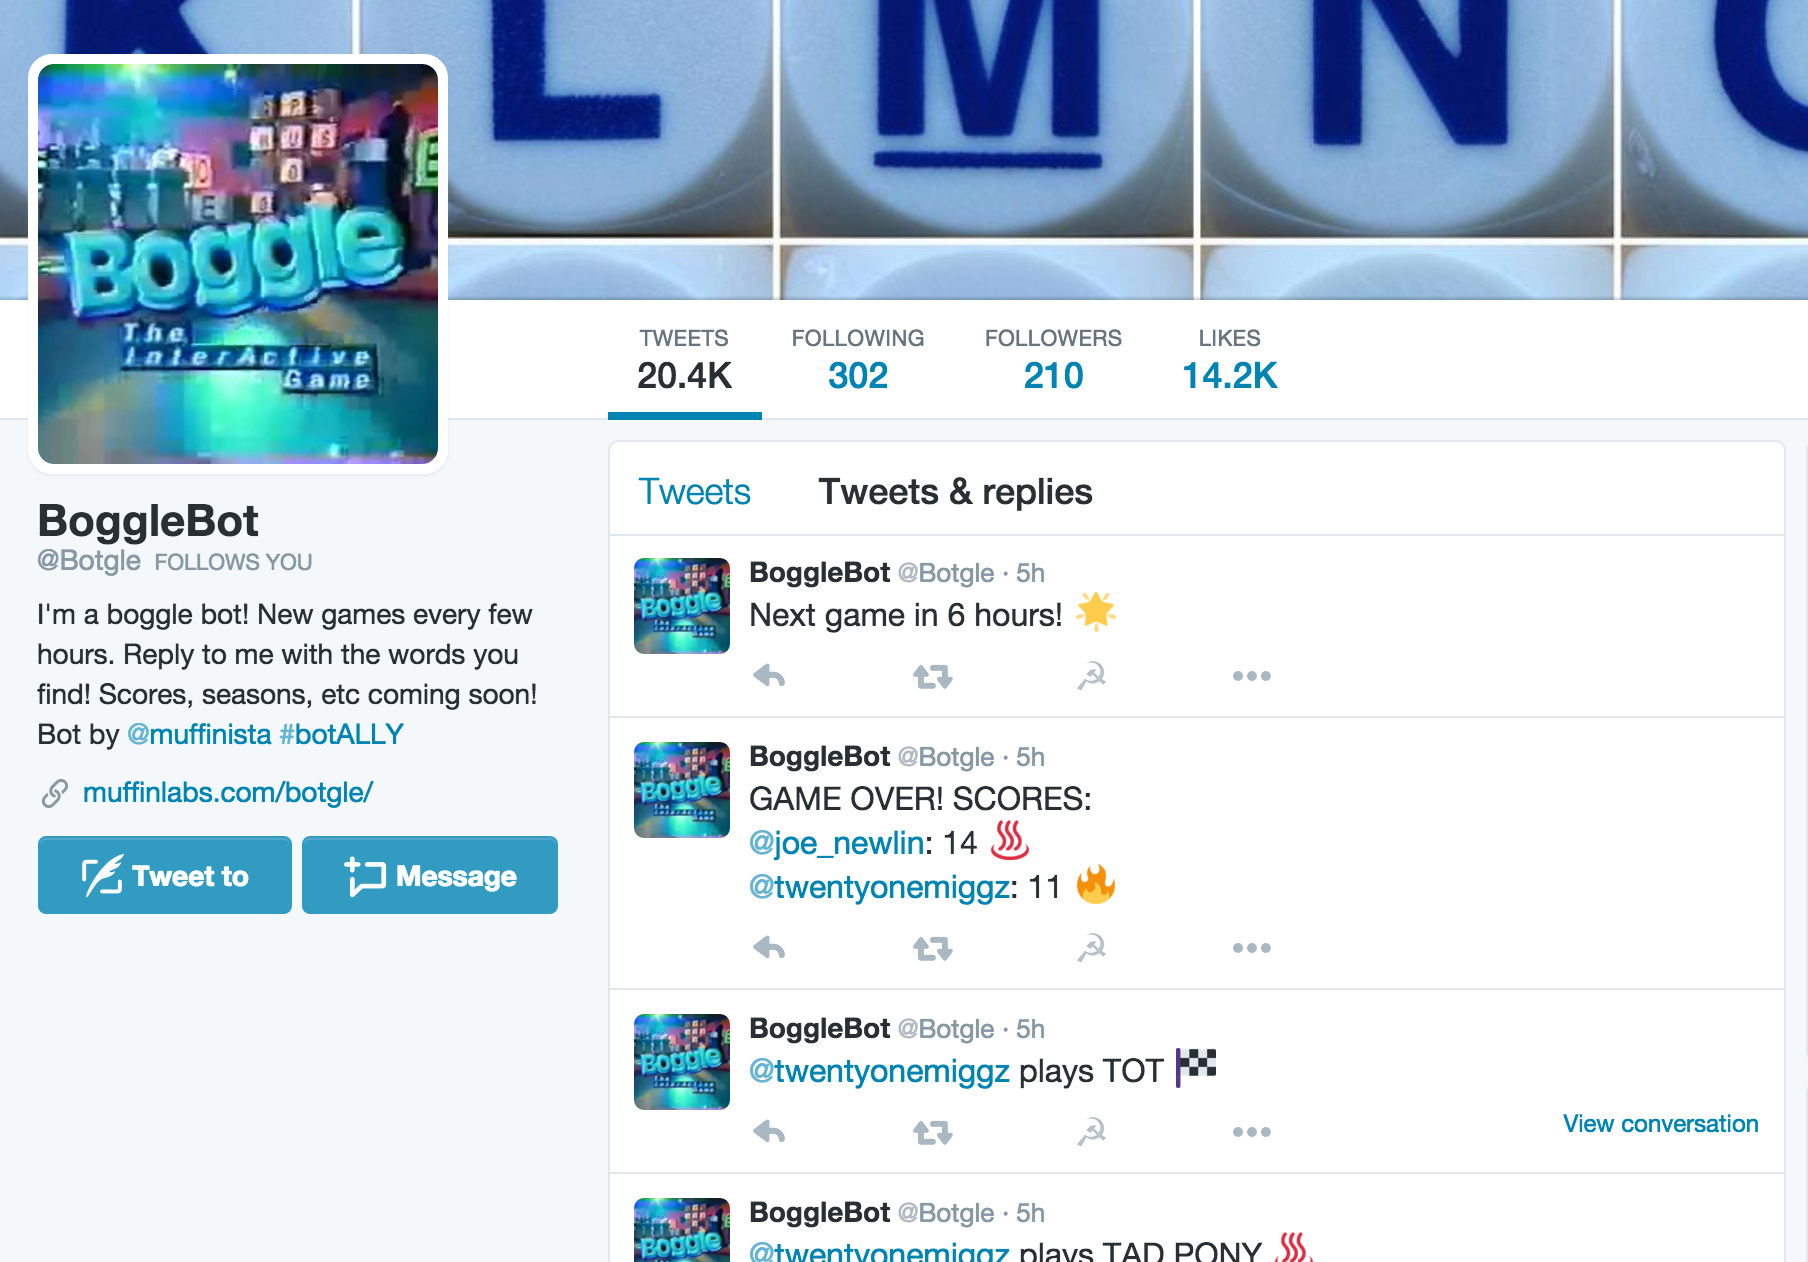 K L M N
Boggle
The
InterActive
Game
TWEETS FOLLOWING FOLLOWERS LIKES
20.4K 302 210 14.2K
BoggleBot
@Botgle FOLLOWS YOU
I'm a boggle bot! New games every few
hours. Reply to me with the words you
find! Scores, seasons, etc coming soon!
Bot by @muffinista #botALLY
muffinlabs.com/botgle/
Tweet to Message
Tweets Tweets & replies
BoggleBot @Botgle · 5h
Next game in 6 hours! 🌟
BoggleBot @Botgle · 5h
GAME OVER! SCORES:
@joe_newlin: 14 ♨️
@twentyonemiggz: 11 🔥
BoggleBot @Botgle · 5h
@twentyonemiggz plays TOT 🏁
View conversation
BoggleBot @Botgle · 5h
@twentyonemiggz plays TAD PONY ♨️